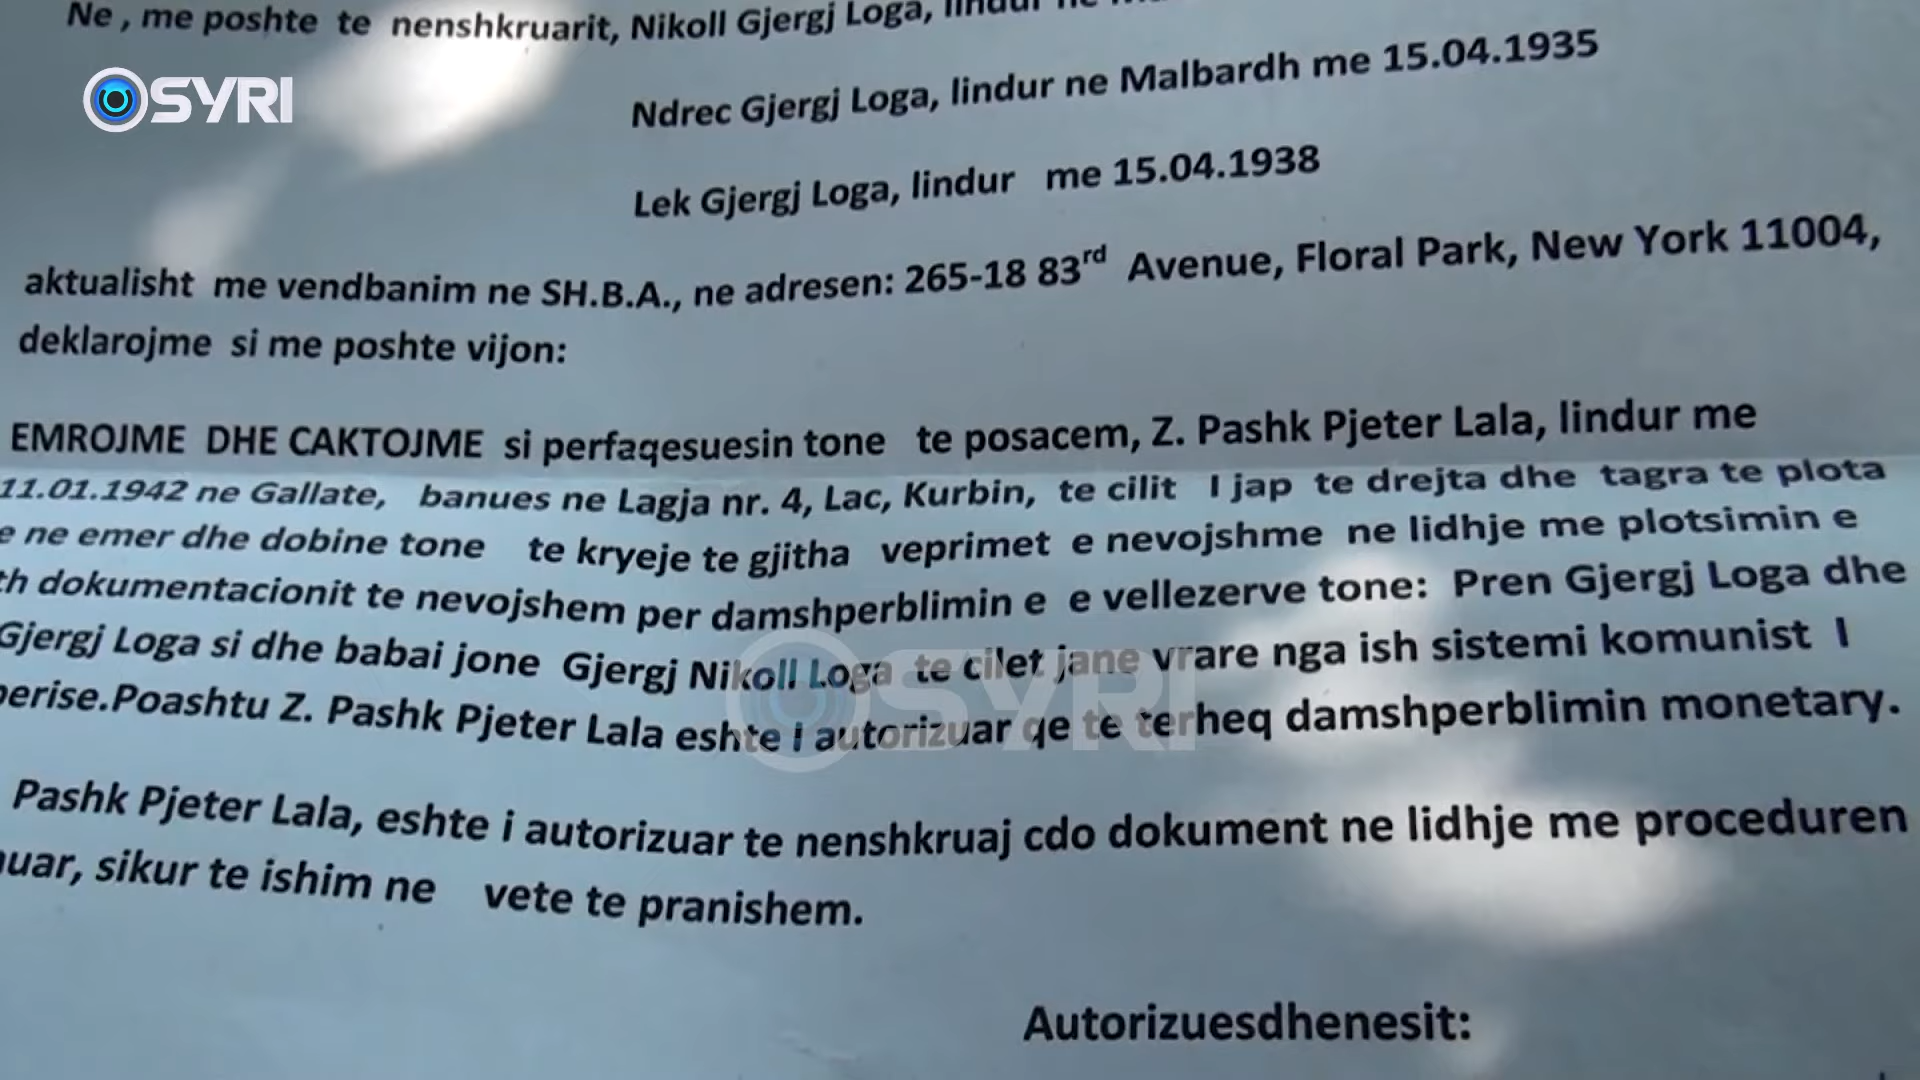 Ne , me poshte te nenshkruarit, Nikoll Gjergj Loga, lindur ne
SYRI
Ndrec Gjergj Loga, lindur ne Malbardh me 15.04.1935
Lek Gjergj Loga, lindur me 15.04.1938
aktualisht me vendbanim ne SH.B.A., ne adresen: 265-18 83rd Avenue, Floral Park, New York 11004,
deklarojme si me poshte vijon:
EMROJME DHE CAKTOJME si perfaqesuesin tone te posacem, Z. Pashk Pjeter Lala, lindur me
11.01.1942 ne Gallate, banues ne Lagja nr. 4, Lac, Kurbin, te cilit I jap te drejta dhe tagra te plota
e ne emer dhe dobine tone te kryeje te gjitha veprimet e nevojshme ne lidhje me plotsimin e
th dokumentacionit te nevojshem per damshperblimin e e vellezerve tone: Pren Gjergj Loga dhe
Gjergj Loga si dhe babai jone Gjergj Nikoll Loga te cilet jane vrare nga ish sistemi komunist I
perise.Poashtu Z. Pashk Pjeter Lala eshte i autorizuar qe te terheq damshperblimin monetary.
SYRI
Pashk Pjeter Lala, eshte i autorizuar te nenshkruaj cdo dokument ne lidhje me proceduren
uar, sikur te ishim ne vete te pranishem.
Autorizuesdhenesit: